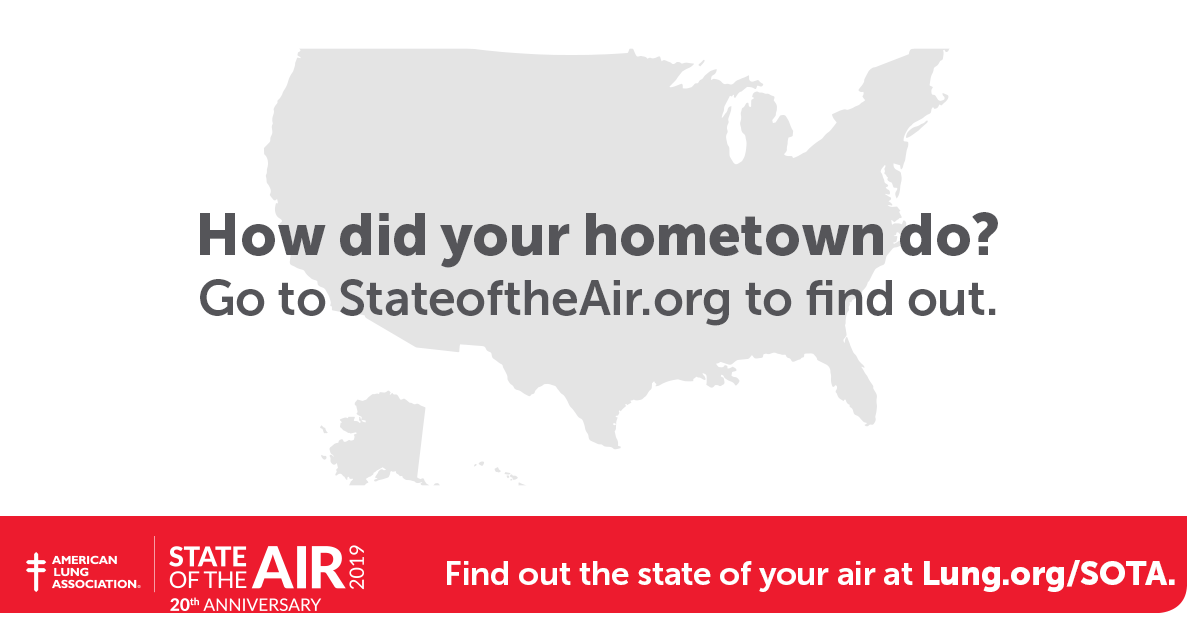 How did your hometown do?
Go to StateoftheAir.org to find out.
AMERICAN
LUNG
ASSOCIATION®
STATE
OF THE AIR 2019
20th ANNIVERSARY
Find out the state of your air at Lung.org/SOTA.